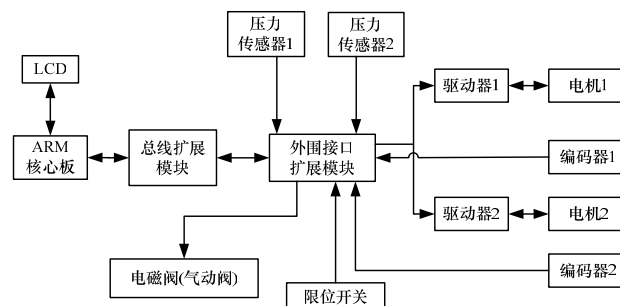 压力
传感器1
压力
传感器2
LCD
驱动器1
电机1
ARM
核心板
总线扩展
模块
外围接口
扩展模块
编码器1
驱动器2
电机2
电磁阀(气动阀)
限位开关
编码器2